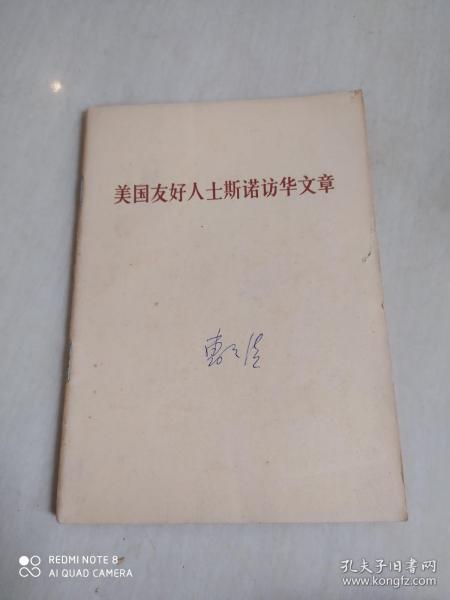 美国友好人士斯诺访华文章
REDMI NOTE 8
AI QUAD CAMERA
孔夫子旧书网
www.kongfz.com